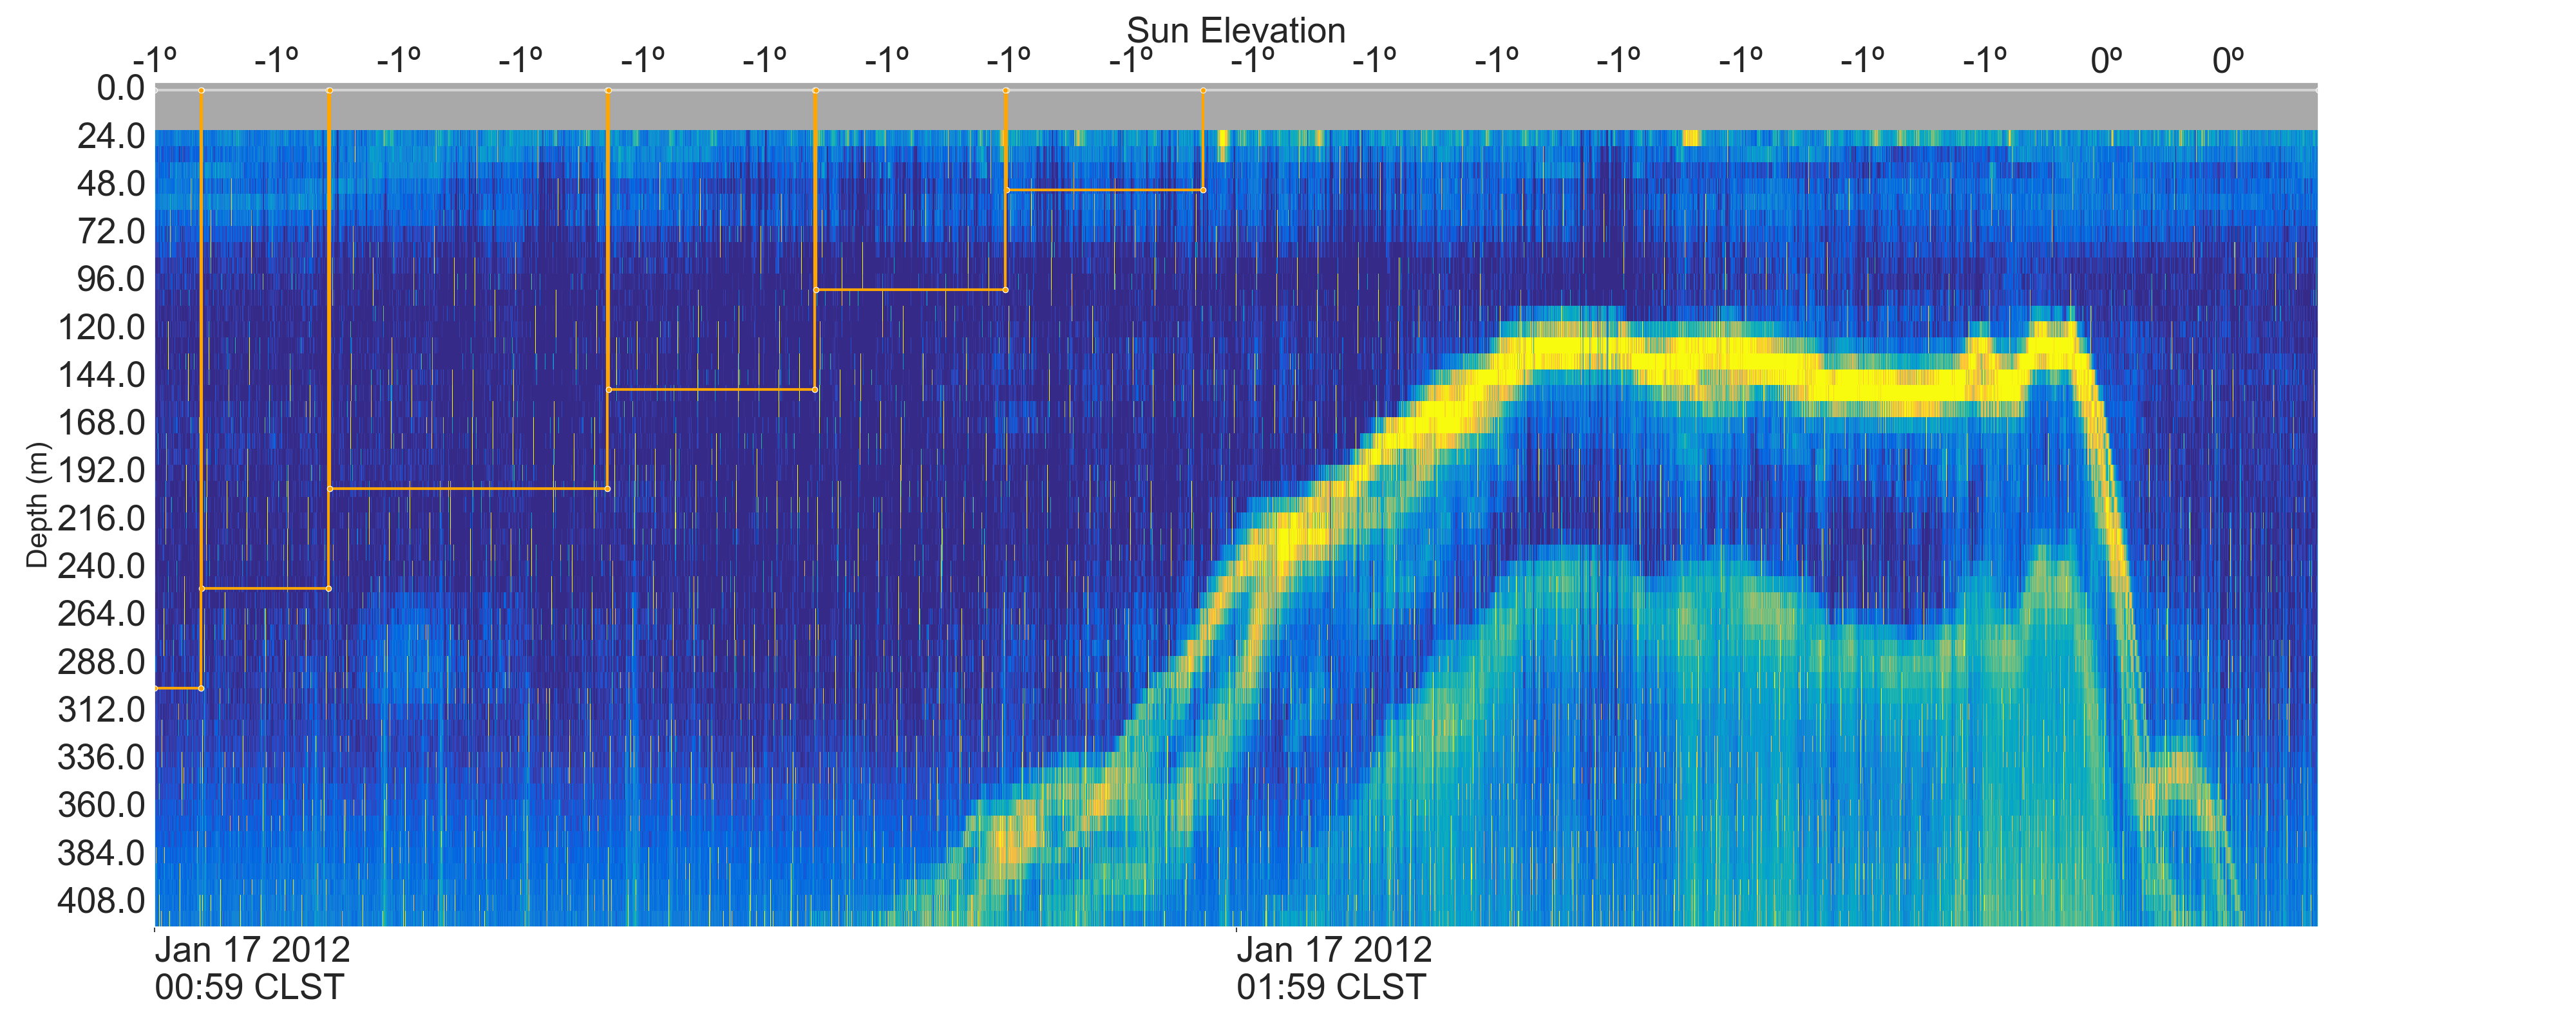 Sun Elevation
-1º -1º -1º -1º -1º -1º -1º -1º -1º -1º -1º -1º -1º -1º -1º -1º 0º 0º
0.0
24.0
48.0
72.0
96.0
120.0
144.0
168.0
192.0
216.0
240.0
264.0
288.0
312.0
336.0
360.0
384.0
408.0
Depth (m)
Jan 17 2012
00:59 CLST
Jan 17 2012
01:59 CLST